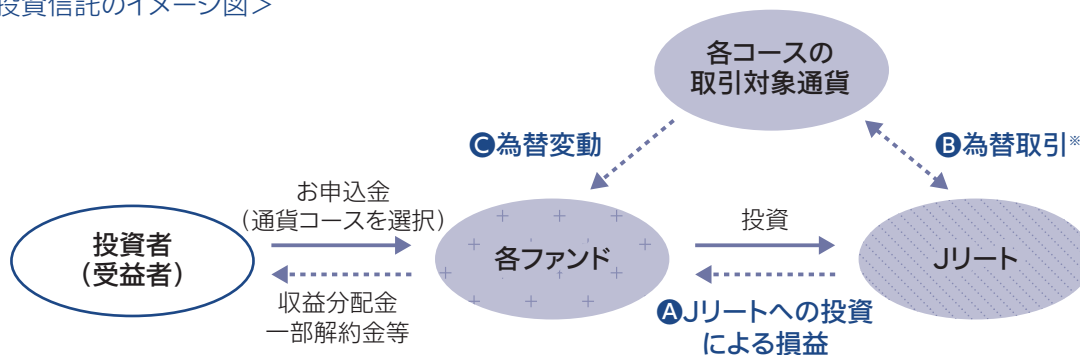 投資信託のイメージ図＞
各コースの
取引対象通貨
Ⓒ為替変動
Ⓑ為替取引※
お申込金
（通貨コースを選択）
投資
投資者
（受益者）
各ファンド
Jリート
収益分配金
一部解約金等
ⒶJリートへの投資
による損益